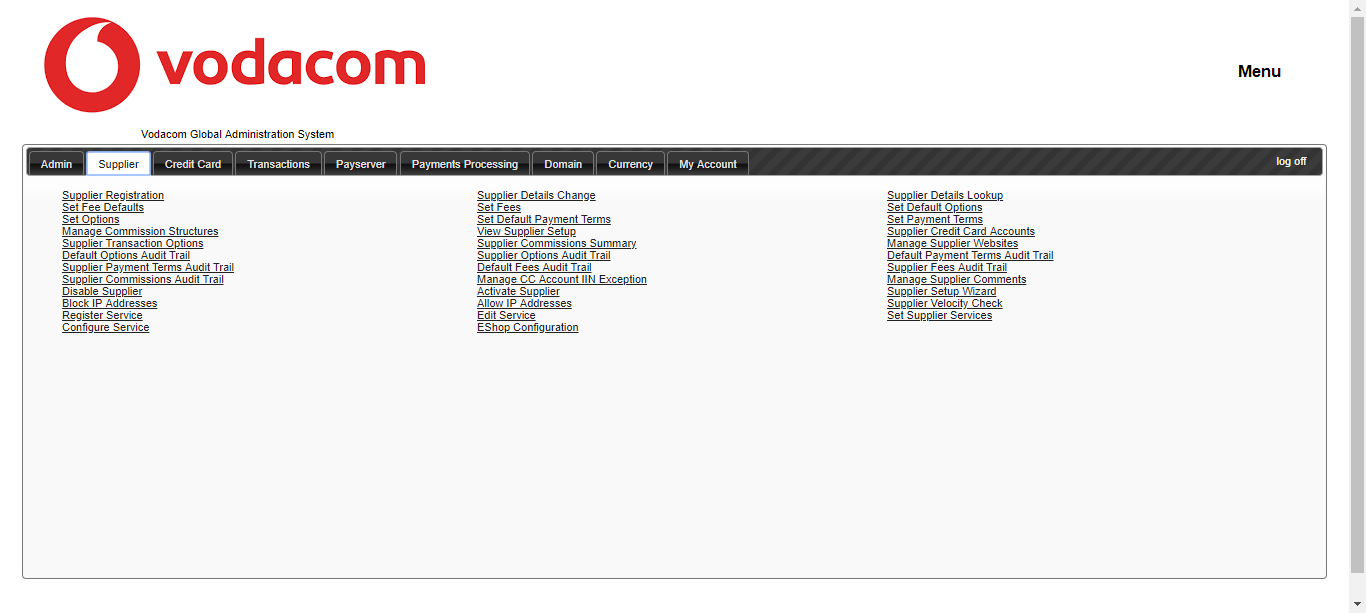 vodacom
Menu
Vodacom Global Administration System
Admin Supplier Credit Card Transactions Payserver Payments Processing Domain Currency My Account log off
Supplier Registration Supplier Details Change Supplier Details Lookup
Set Fee Defaults Set Fees Set Default Options
Set Options Set Default Payment Terms Set Payment Terms
Manage Commission Structures View Supplier Setup Supplier Credit Card Accounts
Supplier Transaction Options Supplier Commissions Summary Manage Supplier Websites
Default Options Audit Trail Supplier Options Audit Trail Default Payment Terms Audit Trail
Supplier Payment Terms Audit Trail Default Fees Audit Trail Supplier Fees Audit Trail
Supplier Commissions Audit Trail Manage CC Account IIN Exception Manage Supplier Comments
Disable Supplier Activate Supplier Supplier Setup Wizard
Block IP Addresses Allow IP Addresses Supplier Velocity Check
Register Service Edit Service Set Supplier Services
Configure Service EShop Configuration